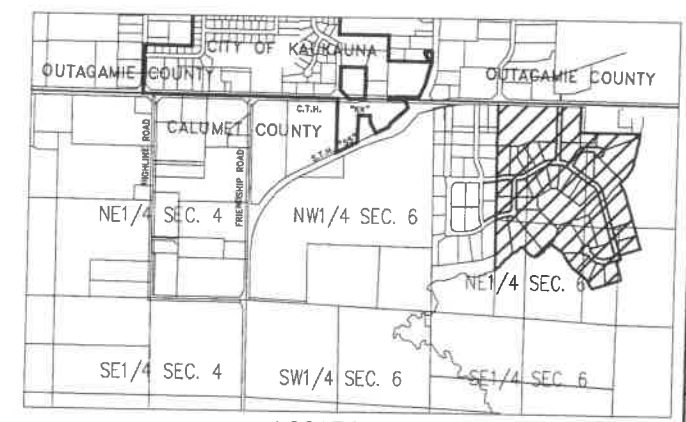 CITY OF KAUKAUNA
OUTAGAMIE COUNTY
OUTAGAMIE COUNTY
C.T.H. "KK"
CALUMET COUNTY
C.T.H. "55"
HIGHLINE ROAD
FRIENDSHIP ROAD
NE1/4 SEC. 4
NW1/4 SEC. 6
NE1/4 SEC. 6
SE1/4 SEC. 4
SW1/4 SEC. 6
SE1/4 SEC. 6